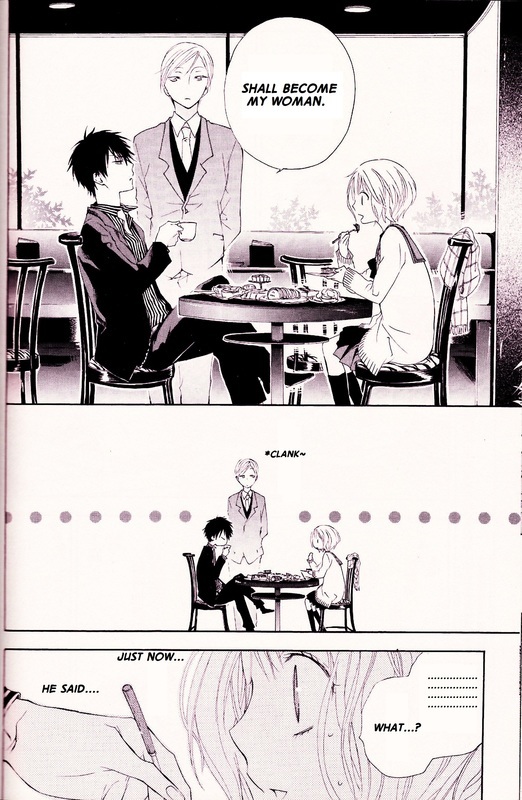 SHALL BECOME
MY WOMAN.
*CLANK~
JUST NOW...
HE SAID....
WHAT...?